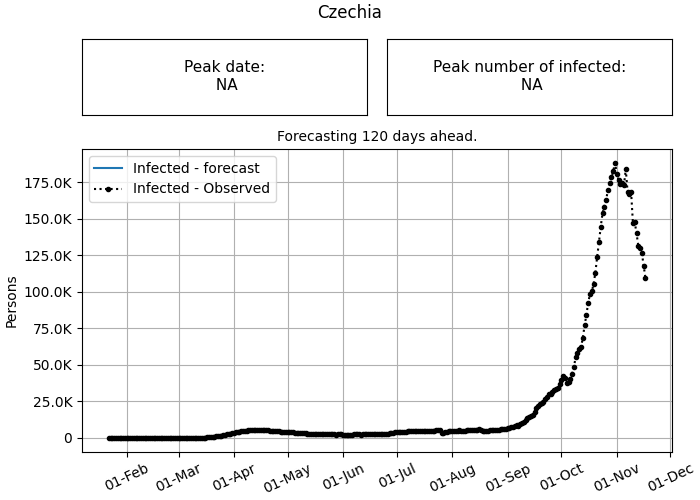 Czechia
Peak date:
NA
Peak number of infected:
NA
Forecasting 120 days ahead.
Infected - forecast
Infected - Observed
Persons
175.0K
150.0K
125.0K
100.0K
75.0K
50.0K
25.0K
0
01-Feb
01-Mar
01-Apr
01-May
01-Jun
01-Jul
01-Aug
01-Sep
01-Oct
01-Nov
01-Dec